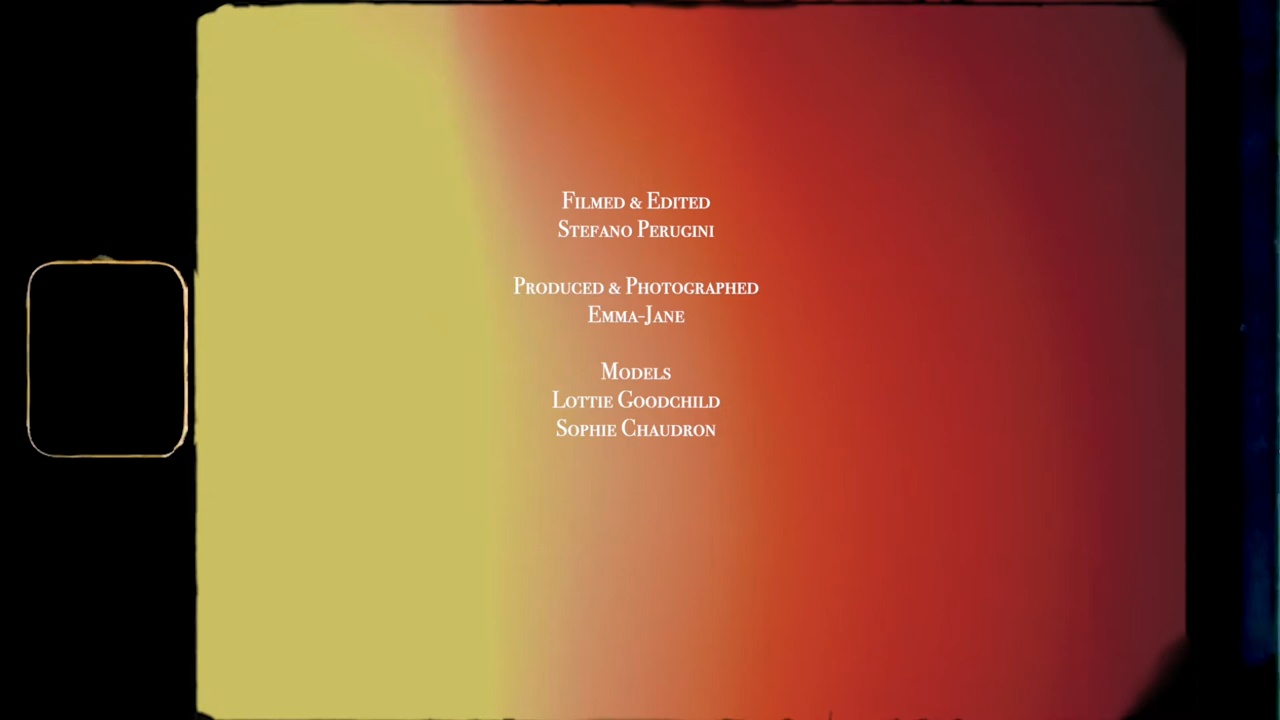 Filmed & Edited
Stefano Perugini
Produced & Photographed
Emma-Jane
Models
Lottie Goodchild
Sophie Chaudron